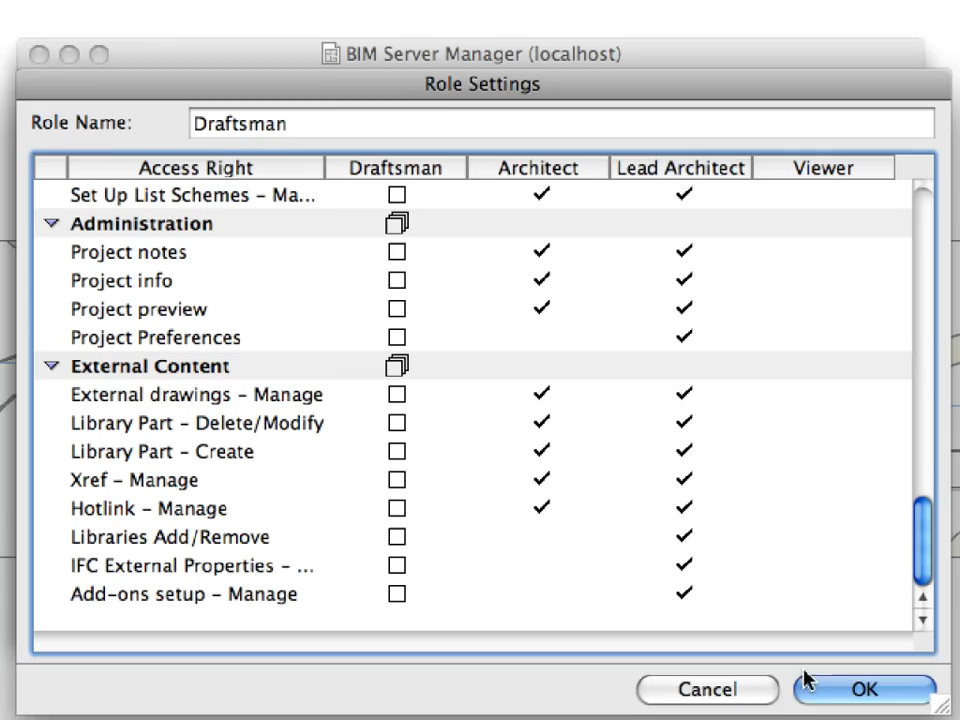 BIM Server Manager (localhost)
Role Settings
Role Name: Draftsman
Access Right Draftsman Architect Lead Architect Viewer
Set Up List Schemes – Ma... ✓ ✓
Administration
Project notes ✓ ✓
Project info ✓ ✓
Project preview ✓ ✓
Project Preferences ✓
External Content
External drawings – Manage ✓ ✓
Library Part – Delete/Modify ✓ ✓
Library Part – Create ✓ ✓
Xref – Manage ✓ ✓
Hotlink – Manage ✓ ✓
Libraries Add/Remove ✓
IFC External Properties – ... ✓
Add-ons setup – Manage ✓
Cancel OK